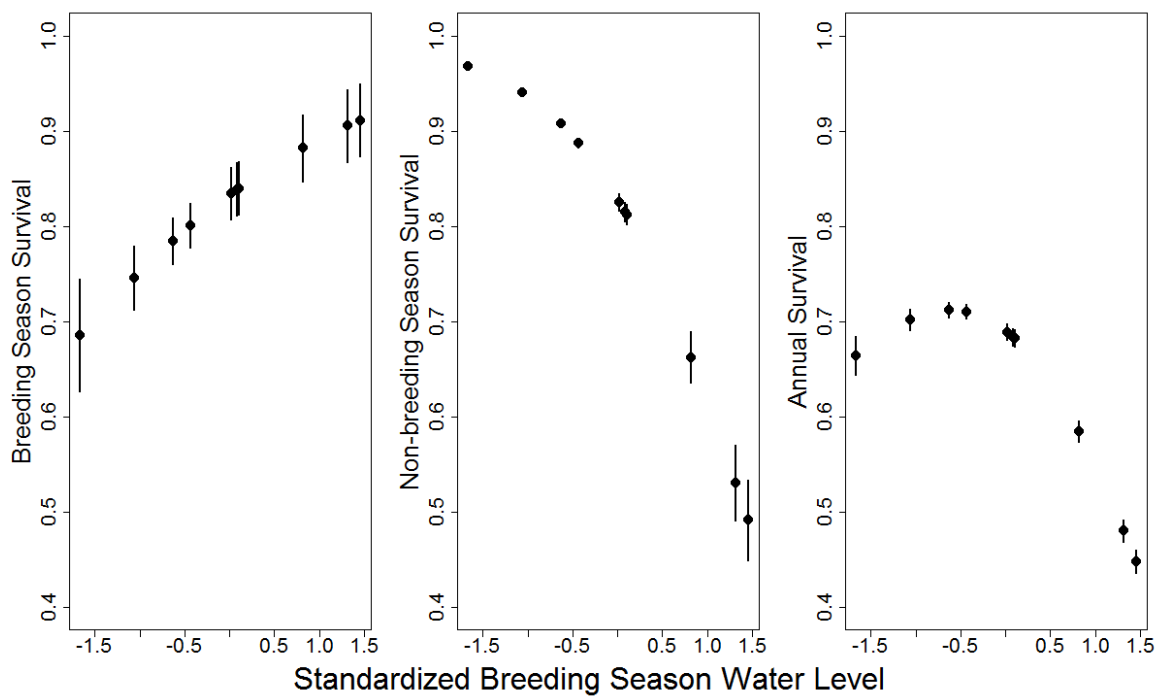 Breeding Season Survival
0.4 0.5 0.6 0.7 0.8 0.9 1.0
-1.5 -0.5 0.5 1.0 1.5
Non-breeding Season Survival
0.4 0.5 0.6 0.7 0.8 0.9 1.0
-1.5 -0.5 0.5 1.0 1.5
Annual Survival
0.4 0.5 0.6 0.7 0.8 0.9 1.0
-1.5 -0.5 0.5 1.0 1.5
Standardized Breeding Season Water Level